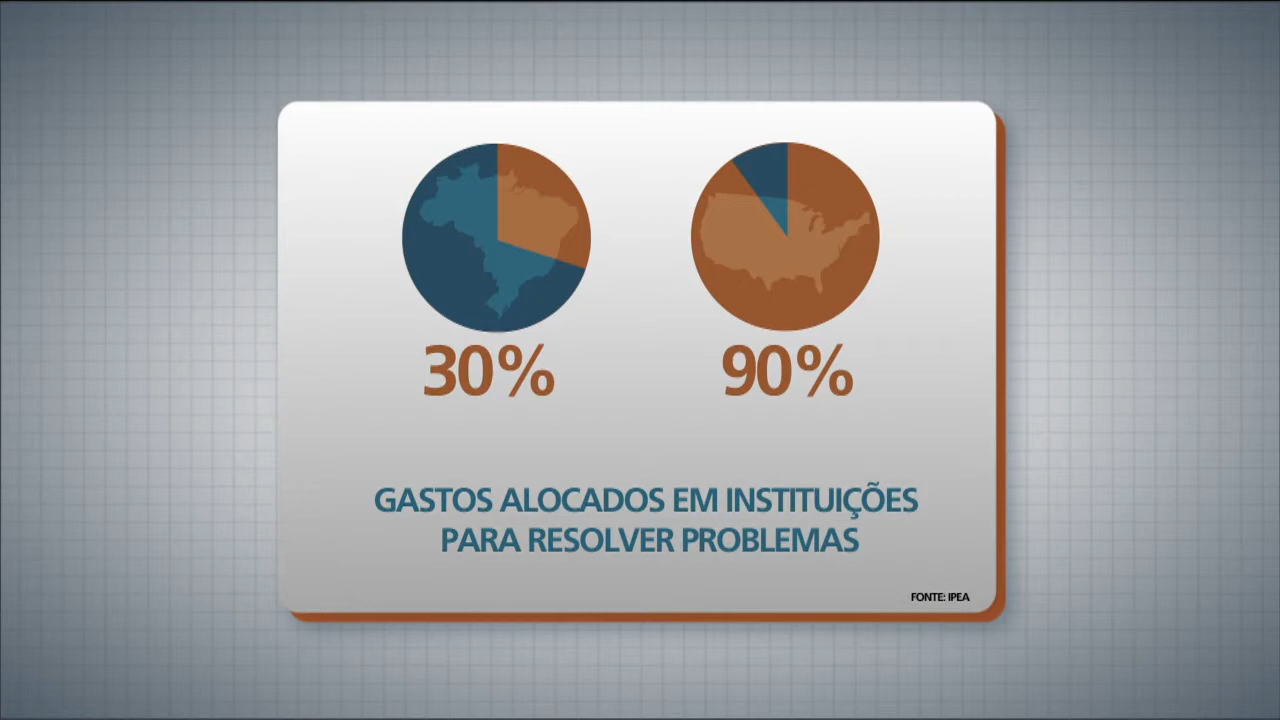 30%
90%
GASTOS ALOCADOS EM INSTITUIÇÕES
PARA RESOLVER PROBLEMAS
FONTE: IPEA